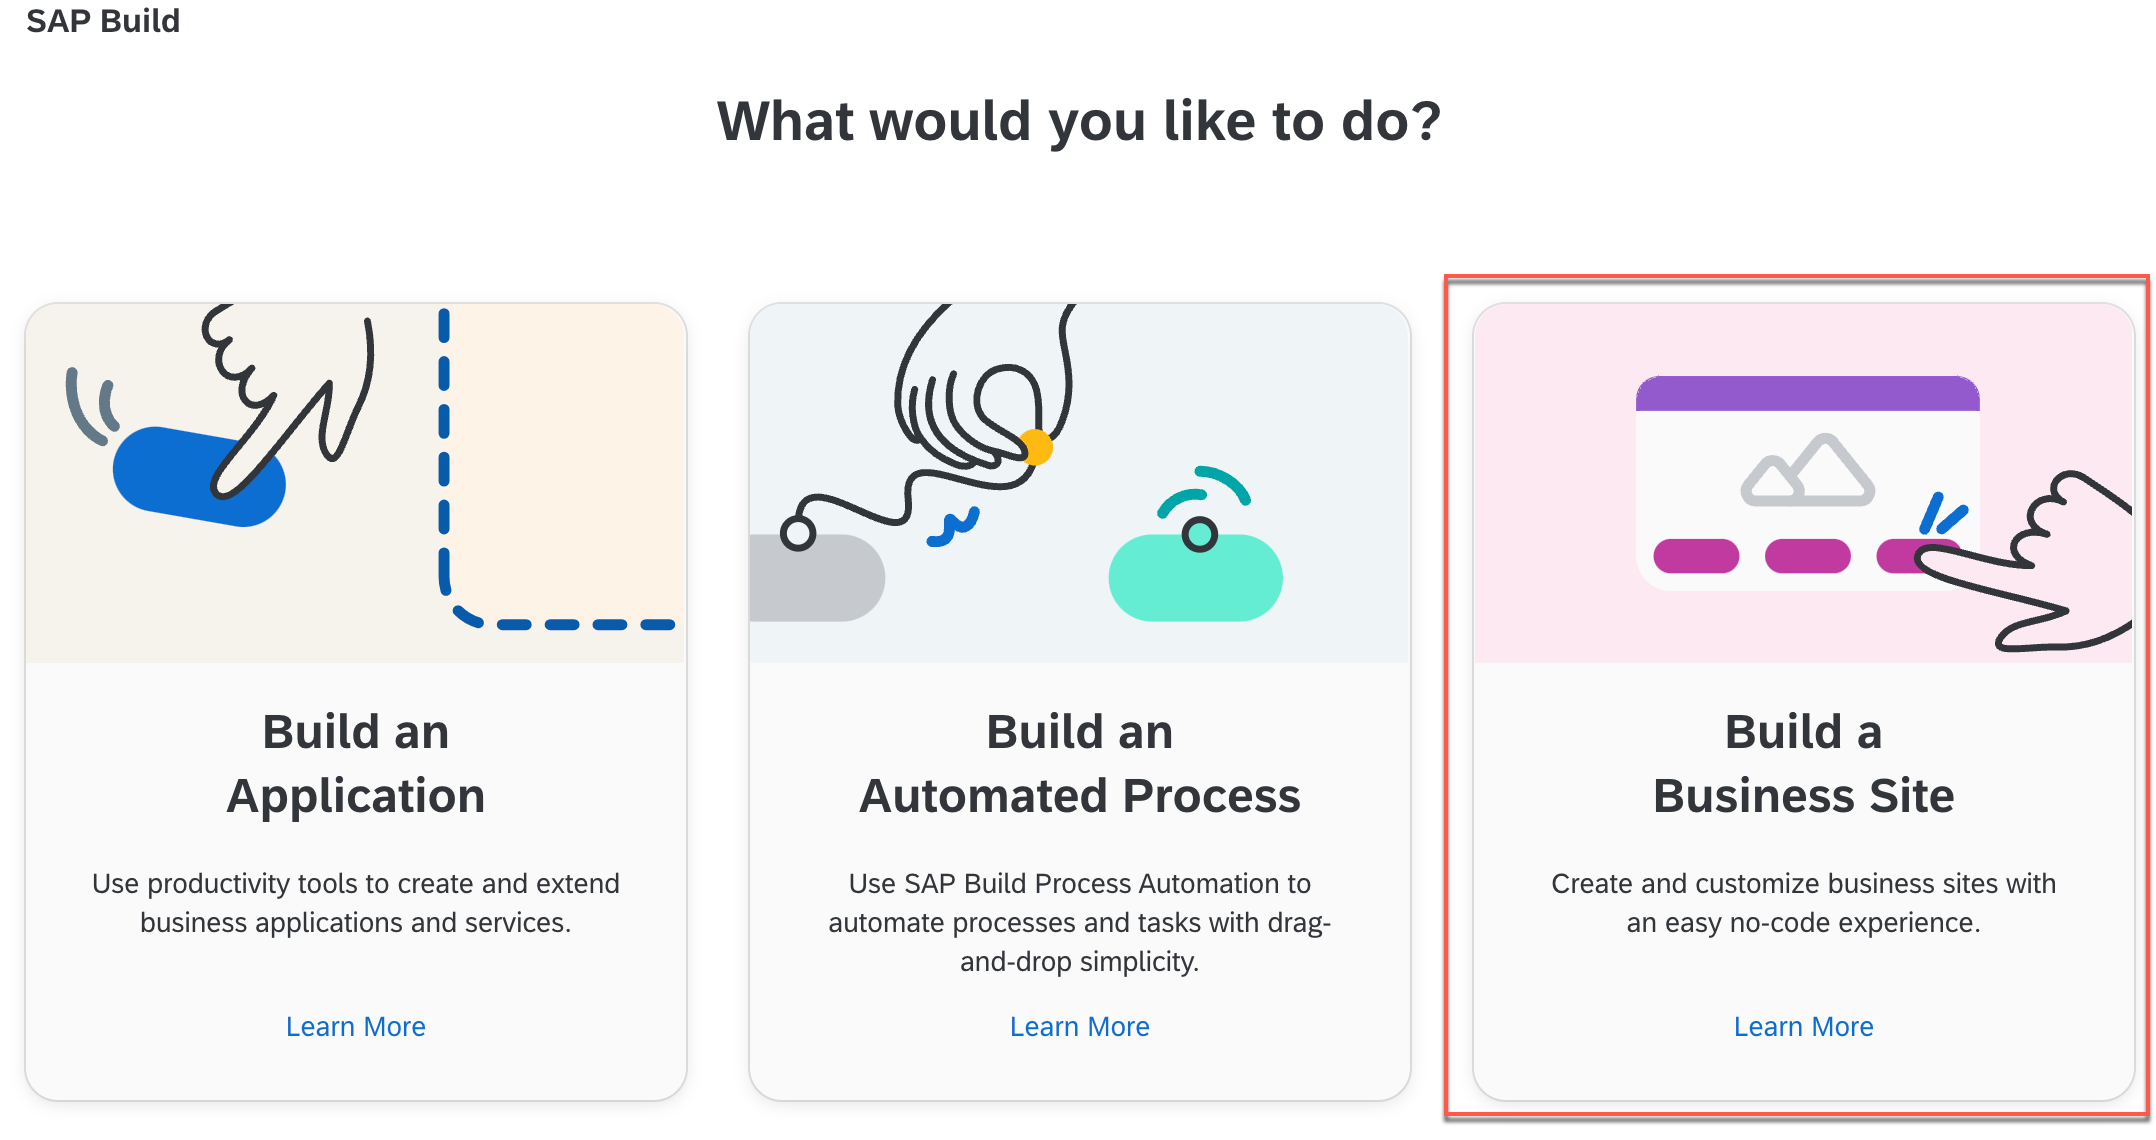 SAP Build
What would you like to do?
Build an
Application
Use productivity tools to create and extend
business applications and services.
Learn More
Build an
Automated Process
Use SAP Build Process Automation to
automate processes and tasks with drag-
and-drop simplicity.
Learn More
Build a
Business Site
Create and customize business sites with
an easy no-code experience.
Learn More